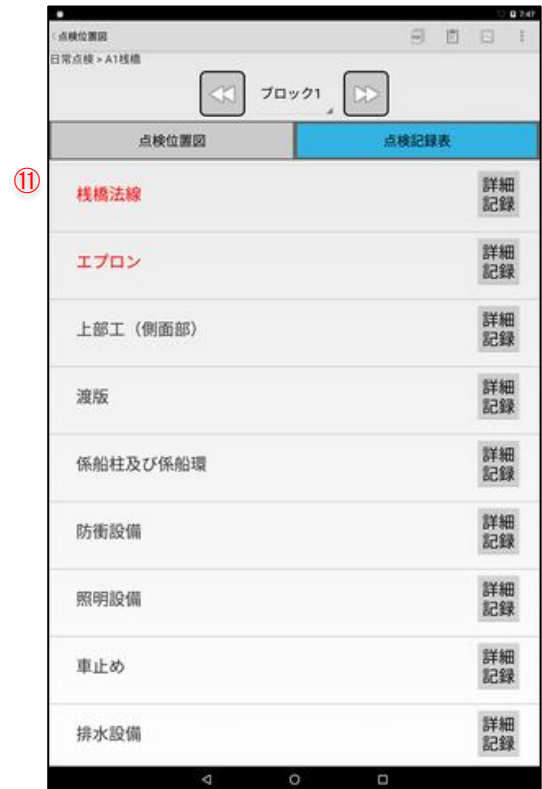 7:47
点検位置図
日常点検 > A1桟橋
ブロック1
点検位置図 点検記録表
⑪
桟橋法線 詳細記録
エプロン 詳細記録
上部工（側面部） 詳細記録
渡版 詳細記録
係船柱及び係船環 詳細記録
防衝設備 詳細記録
照明設備 詳細記録
車止め 詳細記録
排水設備 詳細記録